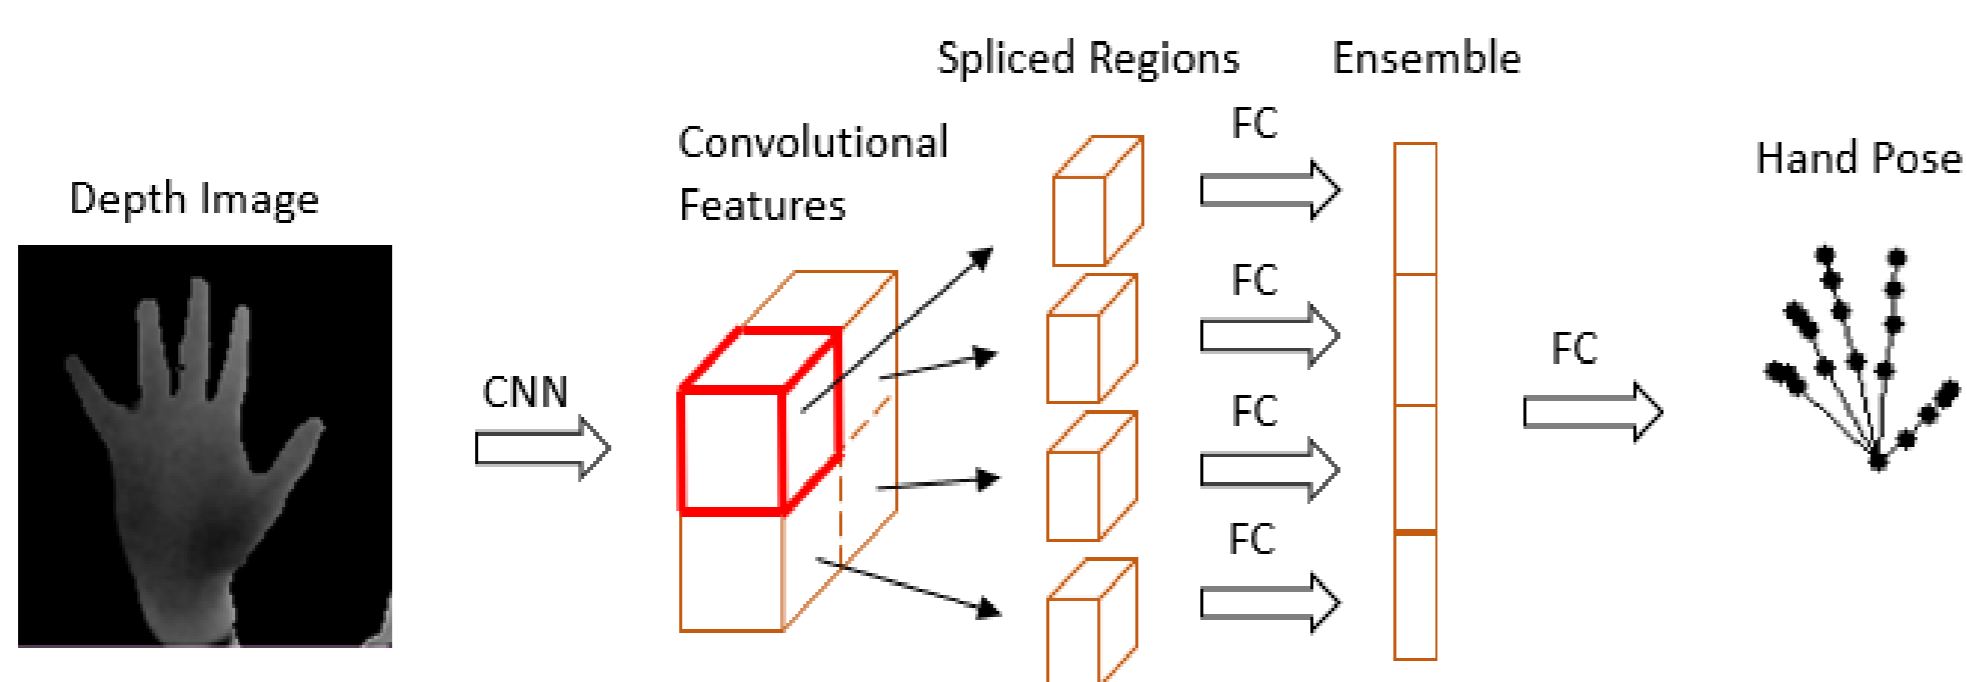 Depth Image
CNN
Convolutional
Features
Spliced Regions
FC
FC
FC
FC
Ensemble
FC
Hand Pose